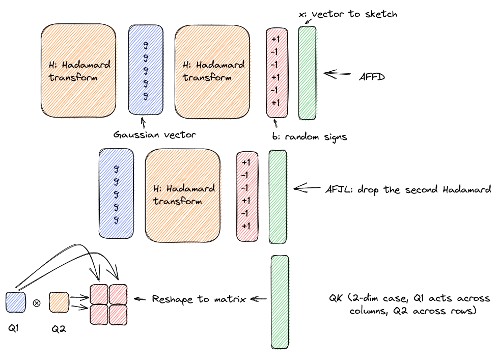 x: vector to sketch
H: Hadamard
transform
g
g
g
g
g
H: Hadamard
transform
+1
-1
-1
+1
-1
+1
AFFD
Gaussian vector
b: random signs
g
g
g
g
g
H: Hadamard
transform
+1
-1
-1
+1
-1
+1
AFJL: drop the second Hadamard
Q1
⊗
Q2
Reshape to matrix
QK (2-dim case, Q1 acts across
columns, Q2 across rows)